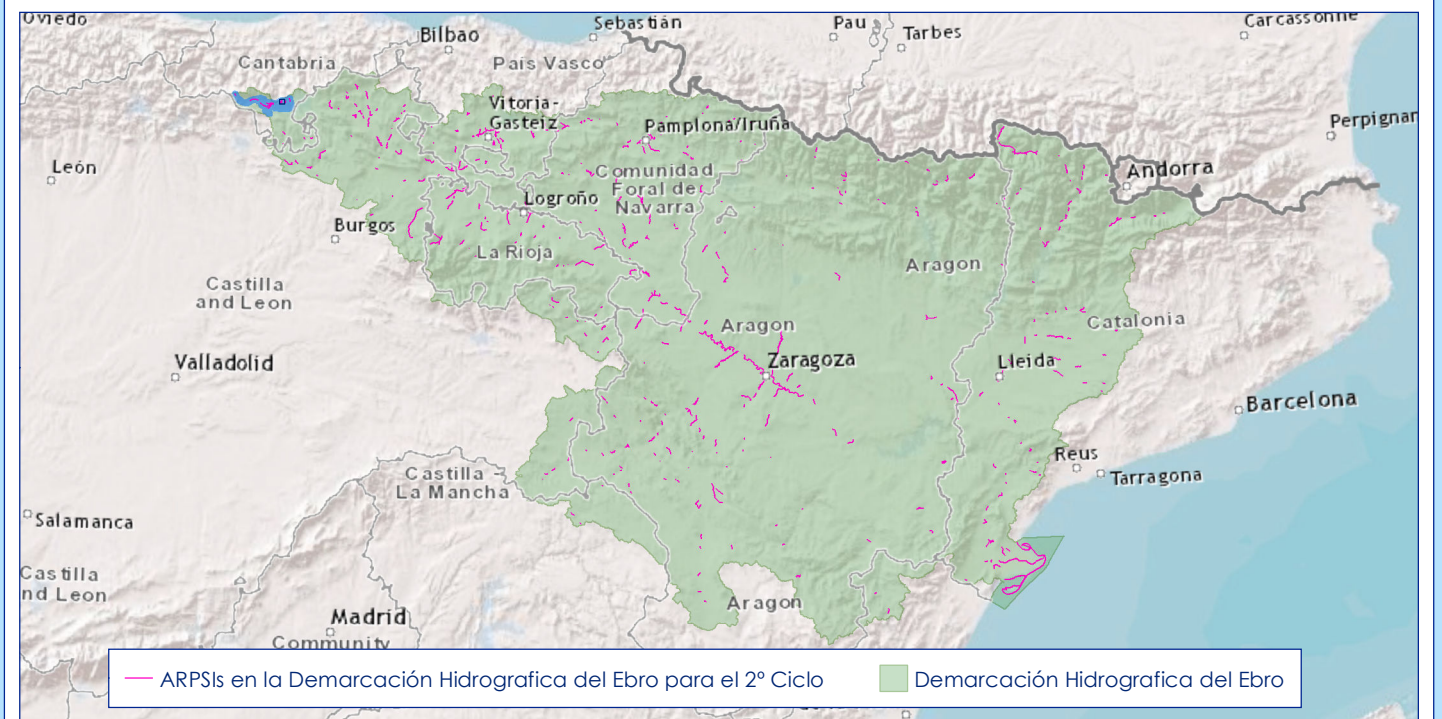 Oviedo
Sebastián
Pau
Carcassonne
Bilbao
Tarbes
Cantabria
País Vasco
Vitoria-
Gasteiz
Pamplona/Iruña
Perpignan
León
Andorra
Comunidad
Foral de
Navarra
Logroño
Burgos
La Rioja
Aragon
Castilla
and Leon
Aragon
Catalonia
Valladolid
Zaragoza
Lleida
Barcelona
Reus
Castilla -
La Mancha
Tarragona
Salamanca
Castilla
nd Leon
Aragon
Madrid
Community
ARPSIs en la Demarcación Hidrografica del Ebro para el 2º Ciclo
Demarcación Hidrografica del Ebro